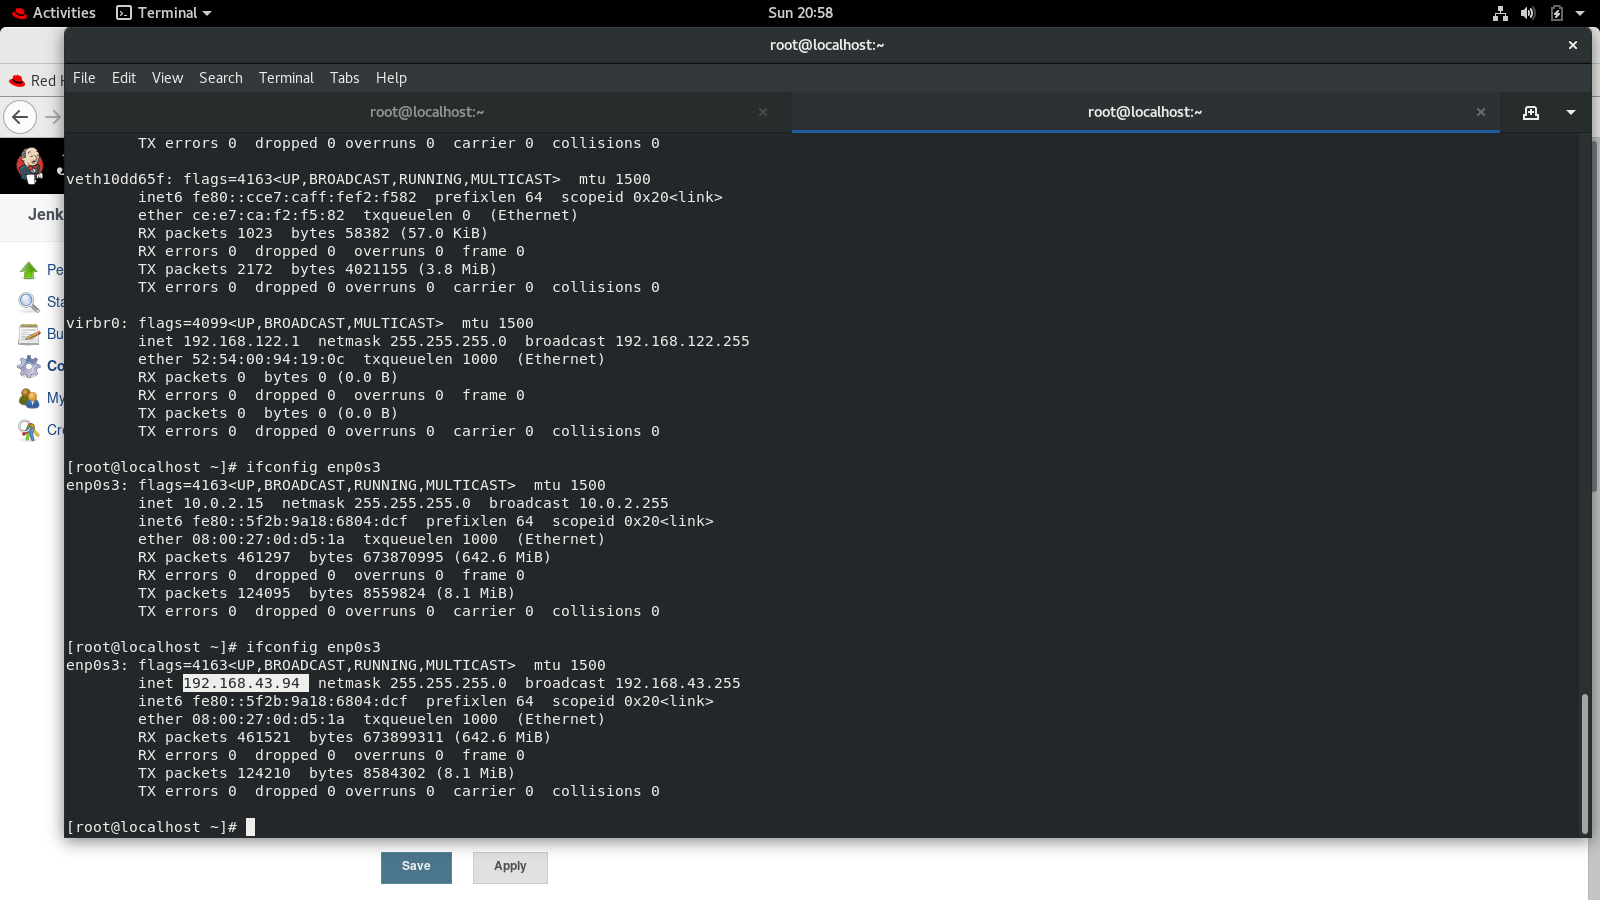 Activities Terminal Sun 20:58
root@localhost:~ ×
File Edit View Search Terminal Tabs Help
root@localhost:~ × root@localhost:~ ×
Red H
Jenk
Pe
Sta
Bu
Co
My
Cre
        TX errors 0  dropped 0 overruns 0  carrier 0  collisions 0
veth10dd65f: flags=4163<UP,BROADCAST,RUNNING,MULTICAST>  mtu 1500
        inet6 fe80::cce7:caff:fef2:f582  prefixlen 64  scopeid 0x20<link>
        ether ce:e7:ca:f2:f5:82  txqueuelen 0  (Ethernet)
        RX packets 1023  bytes 58382 (57.0 KiB)
        RX errors 0  dropped 0  overruns 0  frame 0
        TX packets 2172  bytes 4021155 (3.8 MiB)
        TX errors 0  dropped 0 overruns 0  carrier 0  collisions 0
virbr0: flags=4099<UP,BROADCAST,MULTICAST>  mtu 1500
        inet 192.168.122.1  netmask 255.255.255.0  broadcast 192.168.122.255
        ether 52:54:00:94:19:0c  txqueuelen 1000  (Ethernet)
        RX packets 0  bytes 0 (0.0 B)
        RX errors 0  dropped 0  overruns 0  frame 0
        TX packets 0  bytes 0 (0.0 B)
        TX errors 0  dropped 0 overruns 0  carrier 0  collisions 0
[root@localhost ~]# ifconfig enp0s3
enp0s3: flags=4163<UP,BROADCAST,RUNNING,MULTICAST>  mtu 1500
        inet 10.0.2.15  netmask 255.255.255.0  broadcast 10.0.2.255
        inet6 fe80::5f2b:9a18:6804:dcf  prefixlen 64  scopeid 0x20<link>
        ether 08:00:27:0d:d5:1a  txqueuelen 1000  (Ethernet)
        RX packets 461297  bytes 673870995 (642.6 MiB)
        RX errors 0  dropped 0  overruns 0  frame 0
        TX packets 124095  bytes 8559824 (8.1 MiB)
        TX errors 0  dropped 0 overruns 0  carrier 0  collisions 0
[root@localhost ~]# ifconfig enp0s3
enp0s3: flags=4163<UP,BROADCAST,RUNNING,MULTICAST>  mtu 1500
        inet 192.168.43.94  netmask 255.255.255.0  broadcast 192.168.43.255
        inet6 fe80::5f2b:9a18:6804:dcf  prefixlen 64  scopeid 0x20<link>
        ether 08:00:27:0d:d5:1a  txqueuelen 1000  (Ethernet)
        RX packets 461521  bytes 673899311 (642.6 MiB)
        RX errors 0  dropped 0  overruns 0  frame 0
        TX packets 124210  bytes 8584302 (8.1 MiB)
        TX errors 0  dropped 0 overruns 0  carrier 0  collisions 0
[root@localhost ~]#
Save Apply